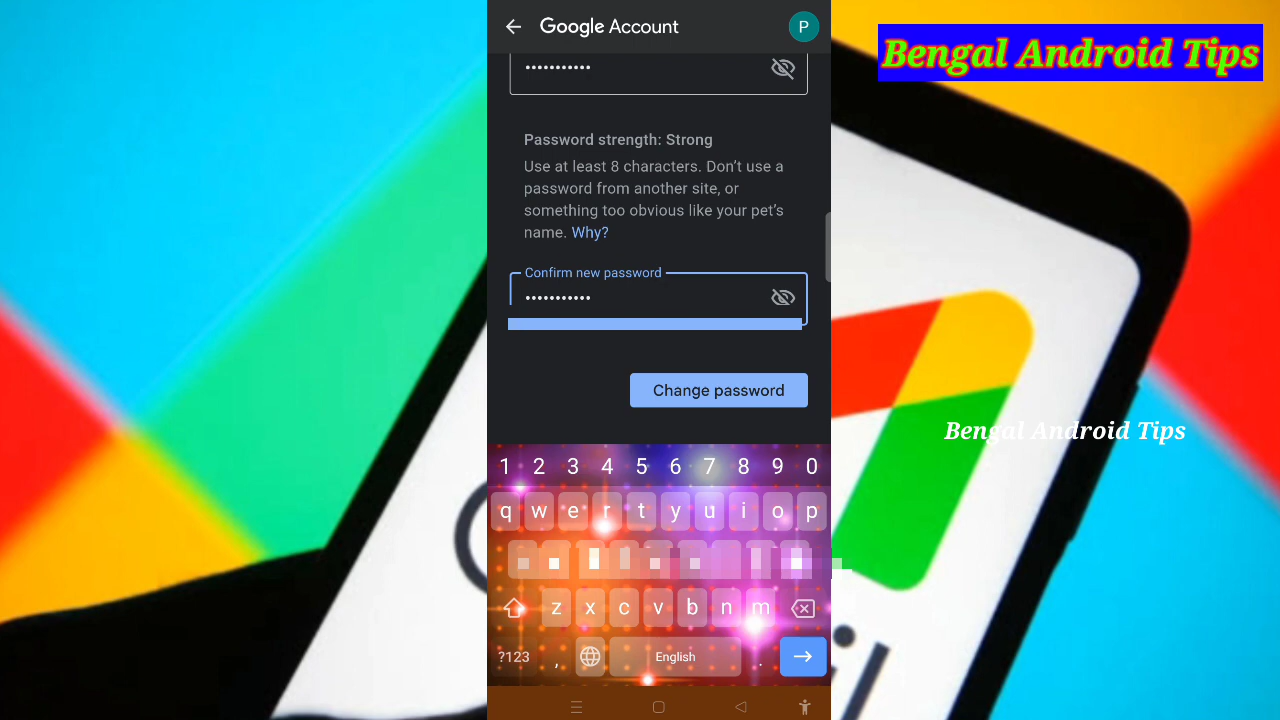 Google Account
P
Bengal Android Tips
•••••••••••
Password strength: Strong
Use at least 8 characters. Don't use a
password from another site, or
something too obvious like your pet's
name. Why?
Confirm new password
•••••••••••
Change password
Bengal Android Tips
1 2 3 4 5 6 7 8 9 0
q w e r t y u i o p
z x c v b n m
?123 , English .
il